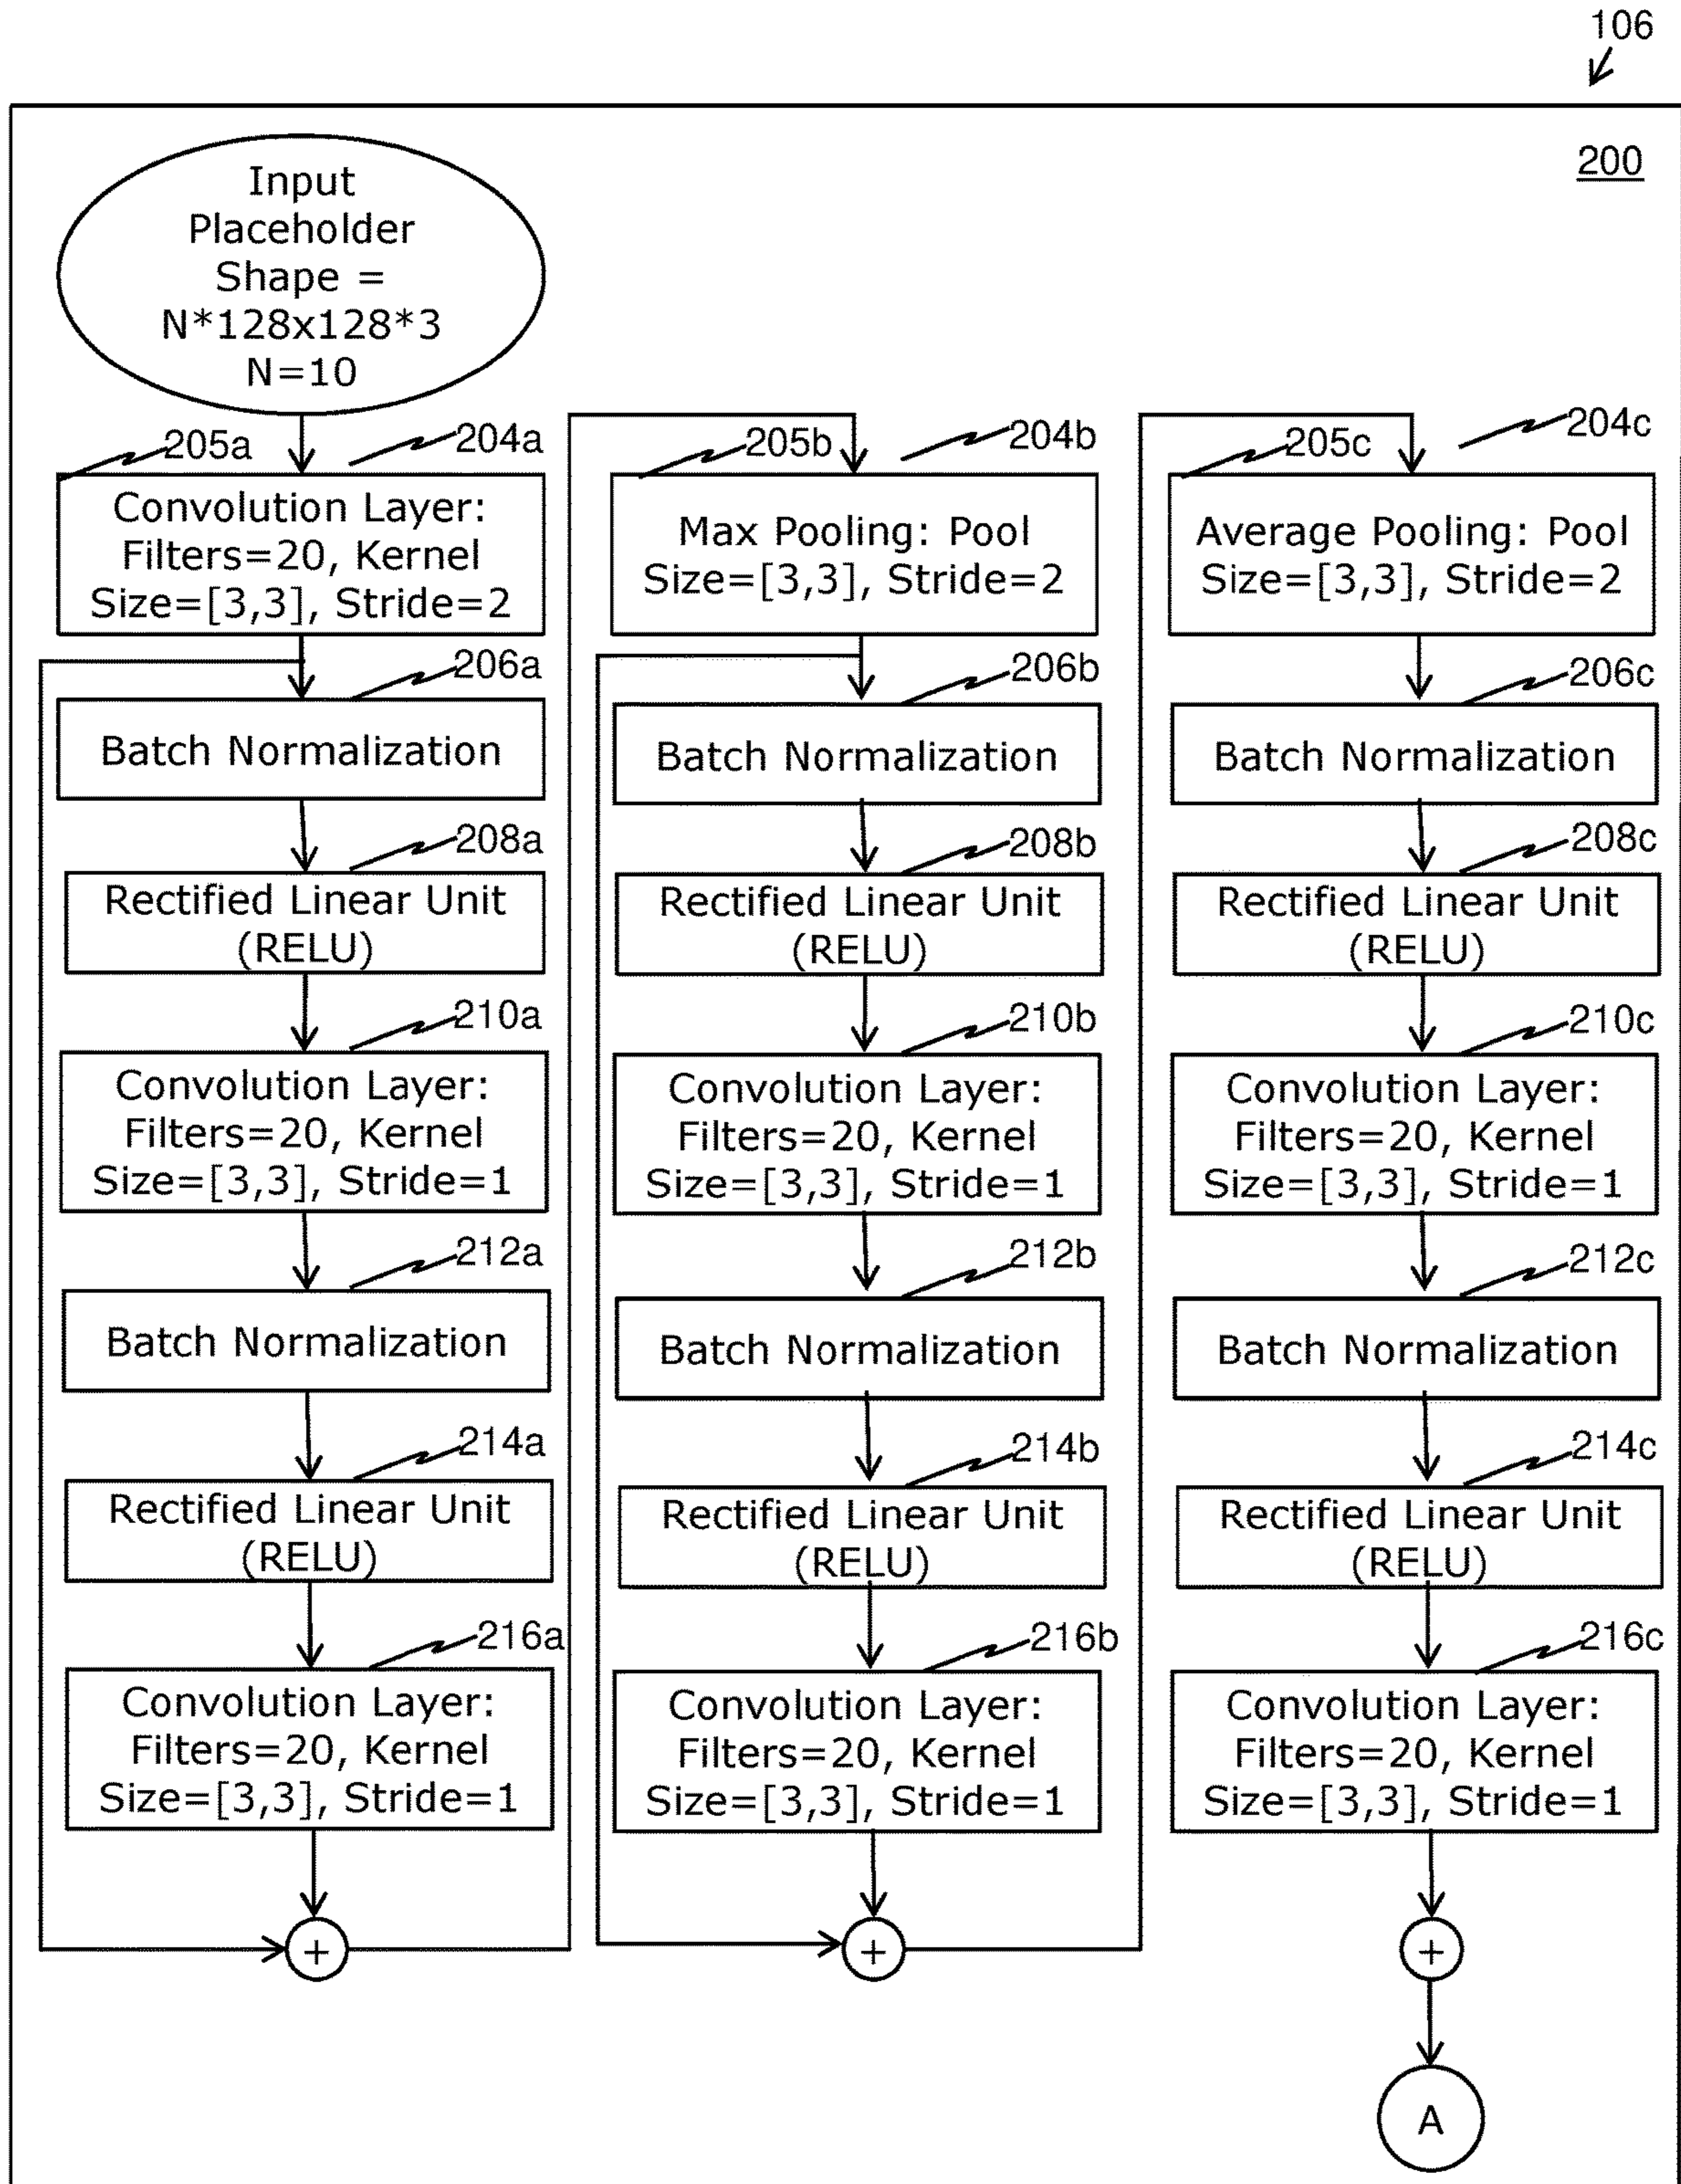 106
200
Input
Placeholder
Shape =
N*128x128*3
N=10
205a
204a
Convolution Layer:
Filters=20, Kernel
Size=[3,3], Stride=2
206a
Batch Normalization
208a
Rectified Linear Unit
(RELU)
210a
Convolution Layer:
Filters=20, Kernel
Size=[3,3], Stride=1
212a
Batch Normalization
214a
Rectified Linear Unit
(RELU)
216a
Convolution Layer:
Filters=20, Kernel
Size=[3,3], Stride=1
+
205b
204b
Max Pooling: Pool
Size=[3,3], Stride=2
206b
Batch Normalization
208b
Rectified Linear Unit
(RELU)
210b
Convolution Layer:
Filters=20, Kernel
Size=[3,3], Stride=1
212b
Batch Normalization
214b
Rectified Linear Unit
(RELU)
216b
Convolution Layer:
Filters=20, Kernel
Size=[3,3], Stride=1
+
205c
204c
Average Pooling: Pool
Size=[3,3], Stride=2
206c
Batch Normalization
208c
Rectified Linear Unit
(RELU)
210c
Convolution Layer:
Filters=20, Kernel
Size=[3,3], Stride=1
212c
Batch Normalization
214c
Rectified Linear Unit
(RELU)
216c
Convolution Layer:
Filters=20, Kernel
Size=[3,3], Stride=1
+
A